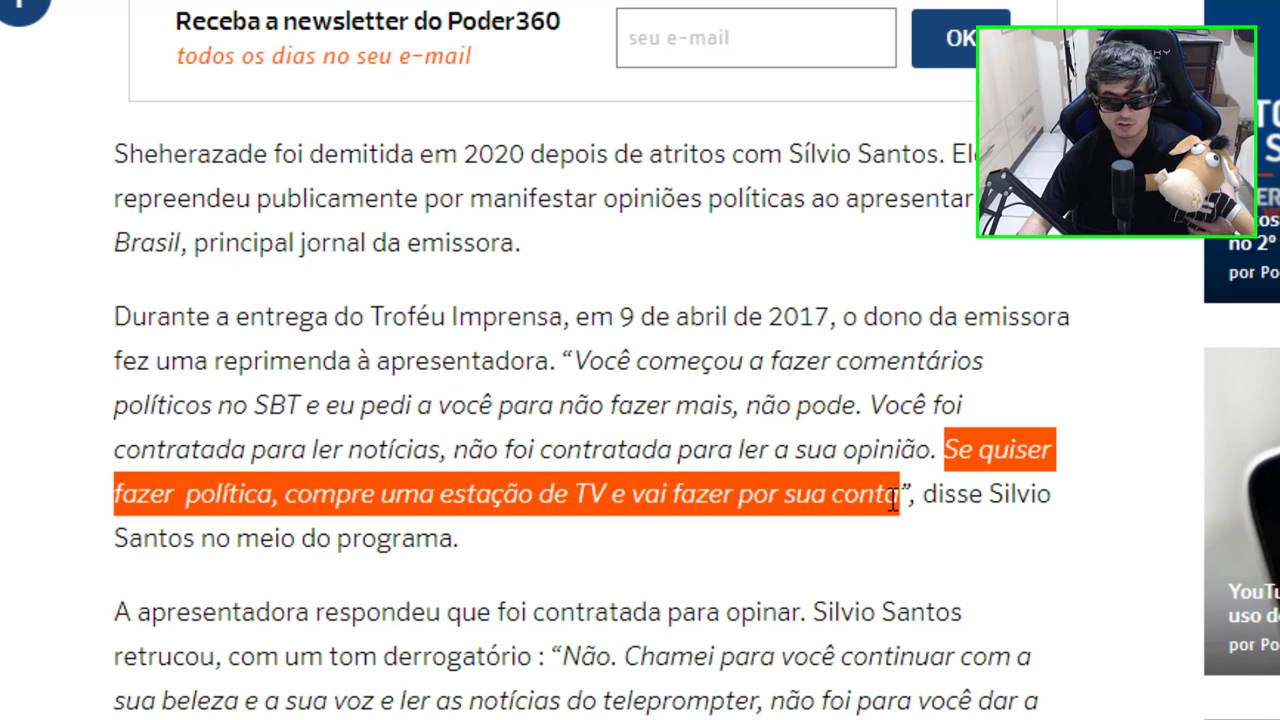 Receba a newsletter do Poder360
todos os dias no seu e-mail
seu e-mail
OK
Sheherazade foi demitida em 2020 depois de atritos com Sílvio Santos.
repreendeu publicamente por manifestar opiniões políticas ao apresentar
Brasil, principal jornal da emissora.
Durante a entrega do Troféu Imprensa, em 9 de abril de 2017, o dono da emissora
fez uma reprimenda à apresentadora. “Você começou a fazer comentários
políticos no SBT e eu pedi a você para não fazer mais, não pode. Você foi
contratada para ler notícias, não foi contratada para ler a sua opinião. Se quiser
fazer política, compre uma estação de TV e vai fazer por sua conta”, disse Silvio
Santos no meio do programa.
A apresentadora respondeu que foi contratada para opinar. Silvio Santos
retrucou, com um tom derrogatório : “Não. Chamei para você continuar com a
sua beleza e a sua voz e ler as notícias do teleprompter, não foi para você dar a
no 2º
por Po
YouTu
uso d
por Po